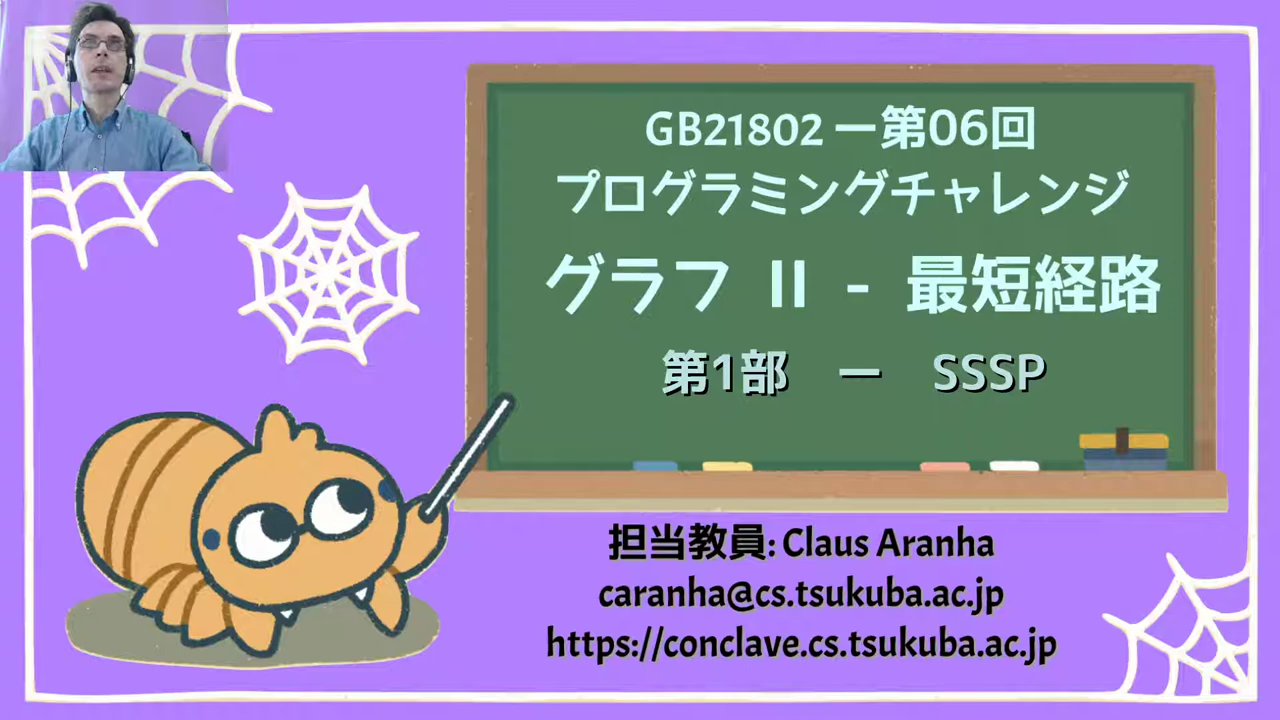 GB21802 ー第06回
プログラミングチャレンジ
グラフ II - 最短経路
第1部 ー SSSP
担当教員: Claus Aranha
caranha@cs.tsukuba.ac.jp
https://conclave.cs.tsukuba.ac.jp